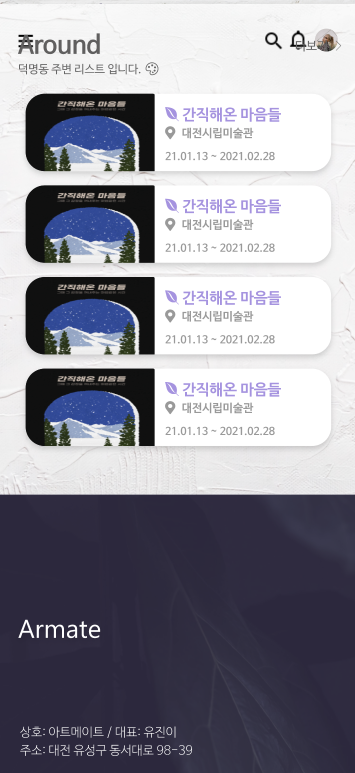 Around
더보기
덕명동 주변 리스트 입니다.
간직해온 마음들
간직해온 마음들
대전시립미술관
21.01.13 ~ 2021.02.28
간직해온 마음들
간직해온 마음들
대전시립미술관
21.01.13 ~ 2021.02.28
간직해온 마음들
간직해온 마음들
대전시립미술관
21.01.13 ~ 2021.02.28
간직해온 마음들
간직해온 마음들
대전시립미술관
21.01.13 ~ 2021.02.28
Armate
상호: 아트메이트 / 대표: 유진이
주소: 대전 유성구 동서대로 98-39